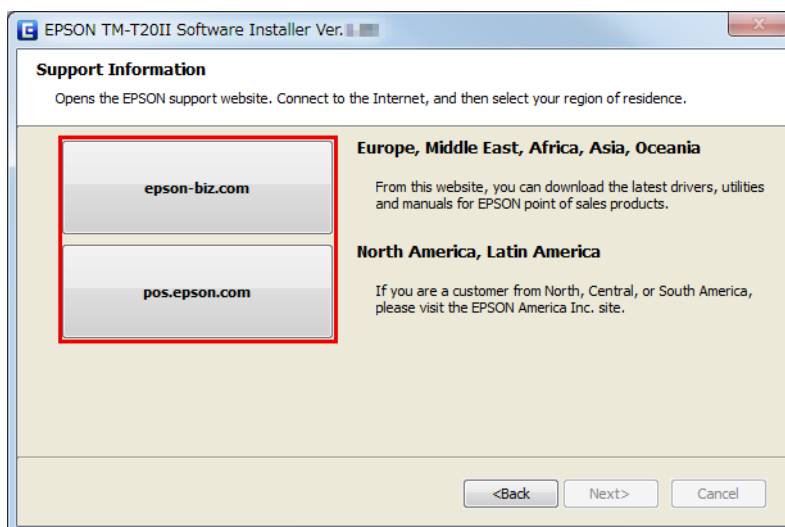 EPSON TM-T20II Software Installer Ver.
Support Information
Opens the EPSON support website. Connect to the Internet, and then select your region of residence.
epson-biz.com
Europe, Middle East, Africa, Asia, Oceania
From this website, you can download the latest drivers, utilities
and manuals for EPSON point of sales products.
pos.epson.com
North America, Latin America
If you are a customer from North, Central, or South America,
please visit the EPSON America Inc. site.
<Back
Next>
Cancel